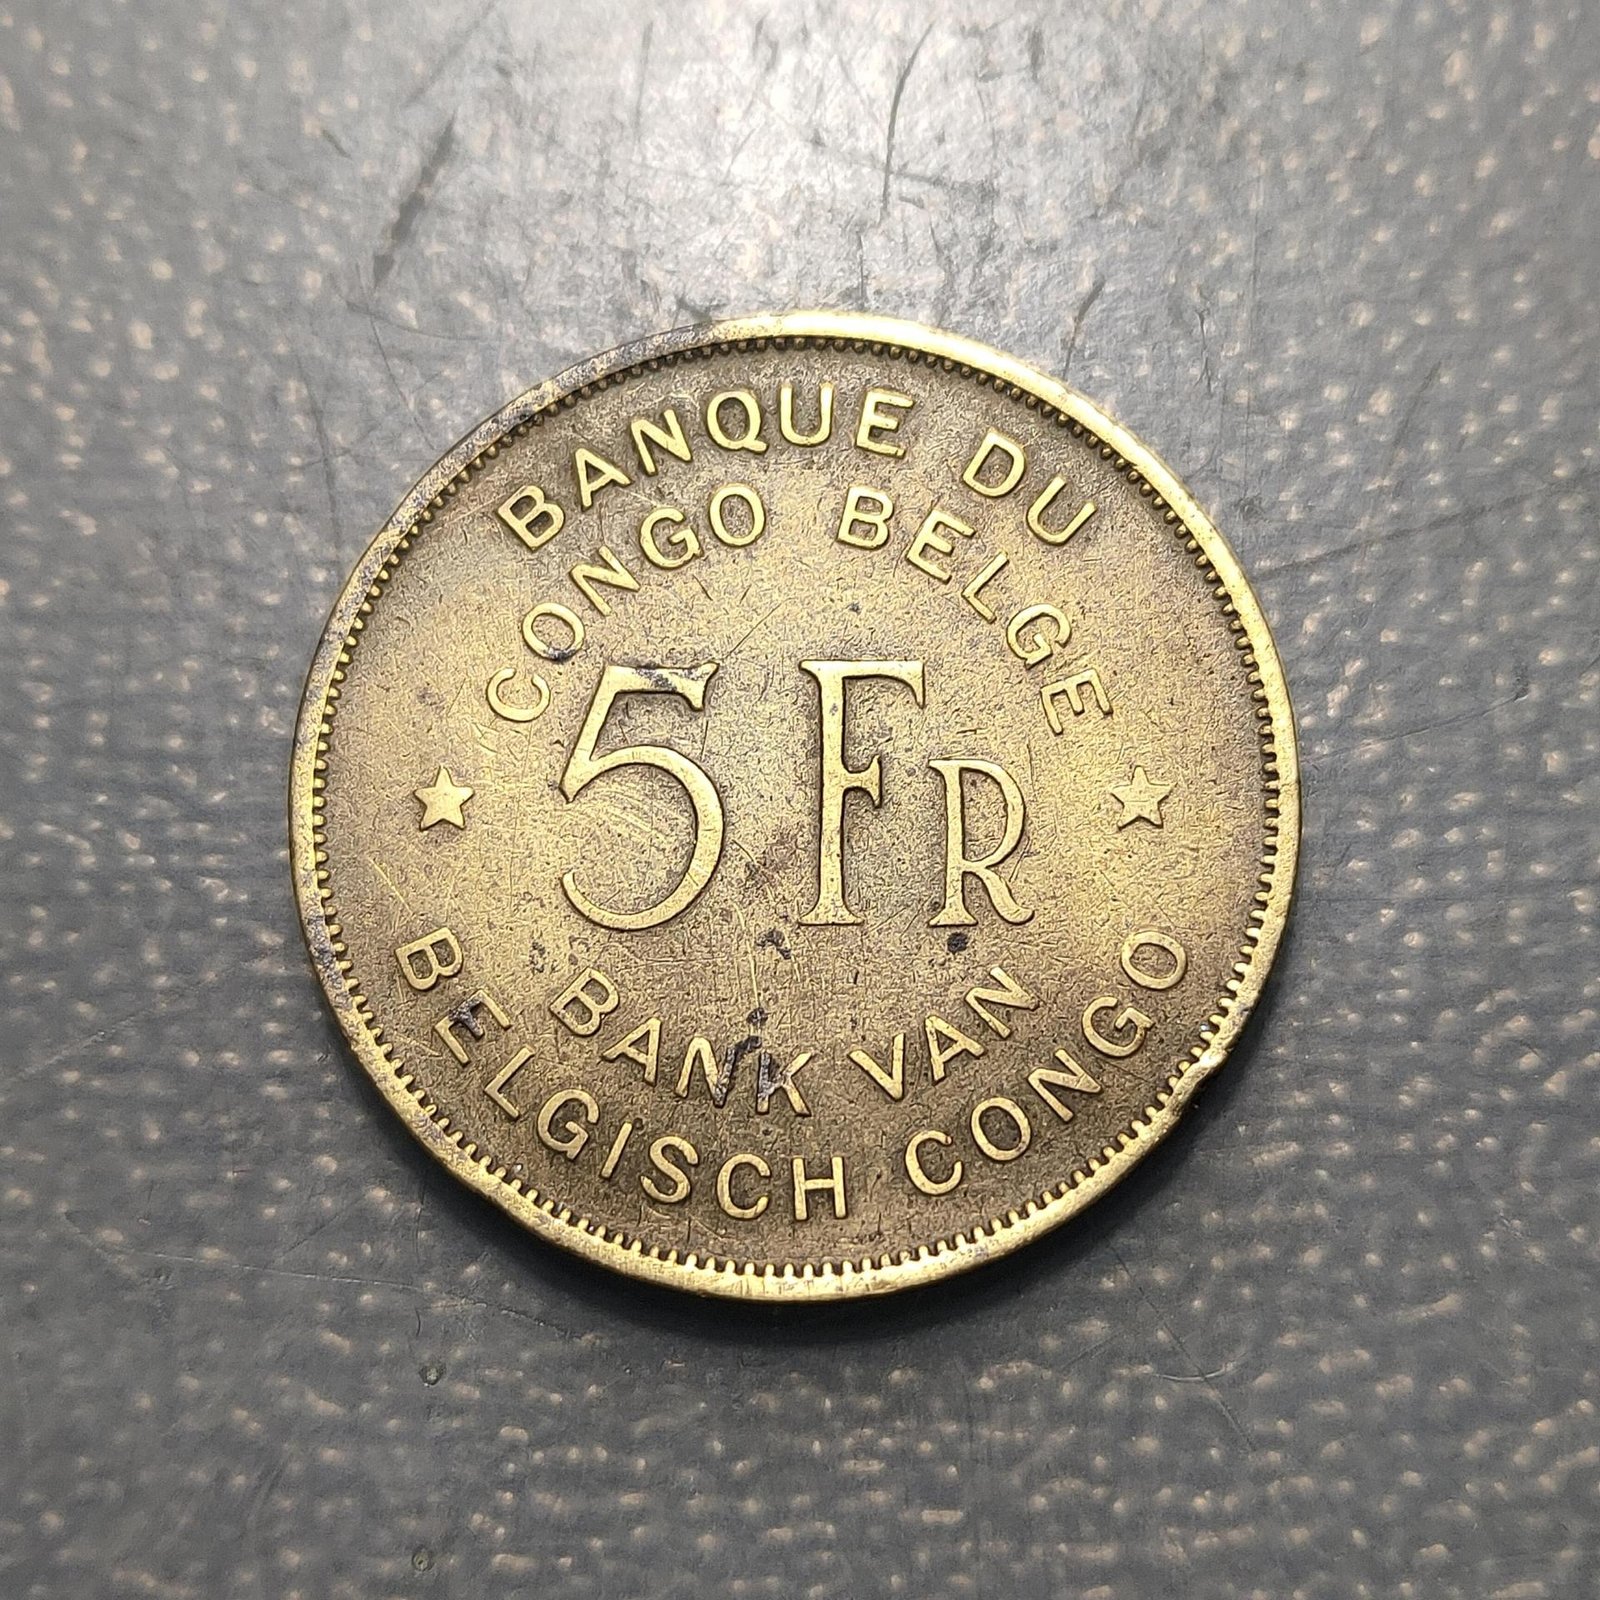 BANQUE DU
CONGO BELGE
5 FR
BANK VAN
BELGISCH CONGO